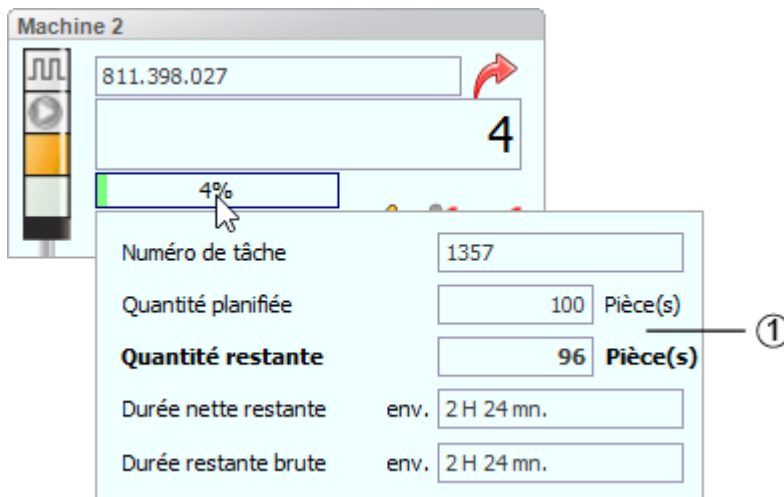 Machine 2
811.398.027
4
4%
Numéro de tâche 1357
Quantité planifiée 100 Pièce(s)
1
Quantité restante 96 Pièce(s)
Durée nette restante env. 2 H 24 mn.
Durée restante brute env. 2 H 24 mn.